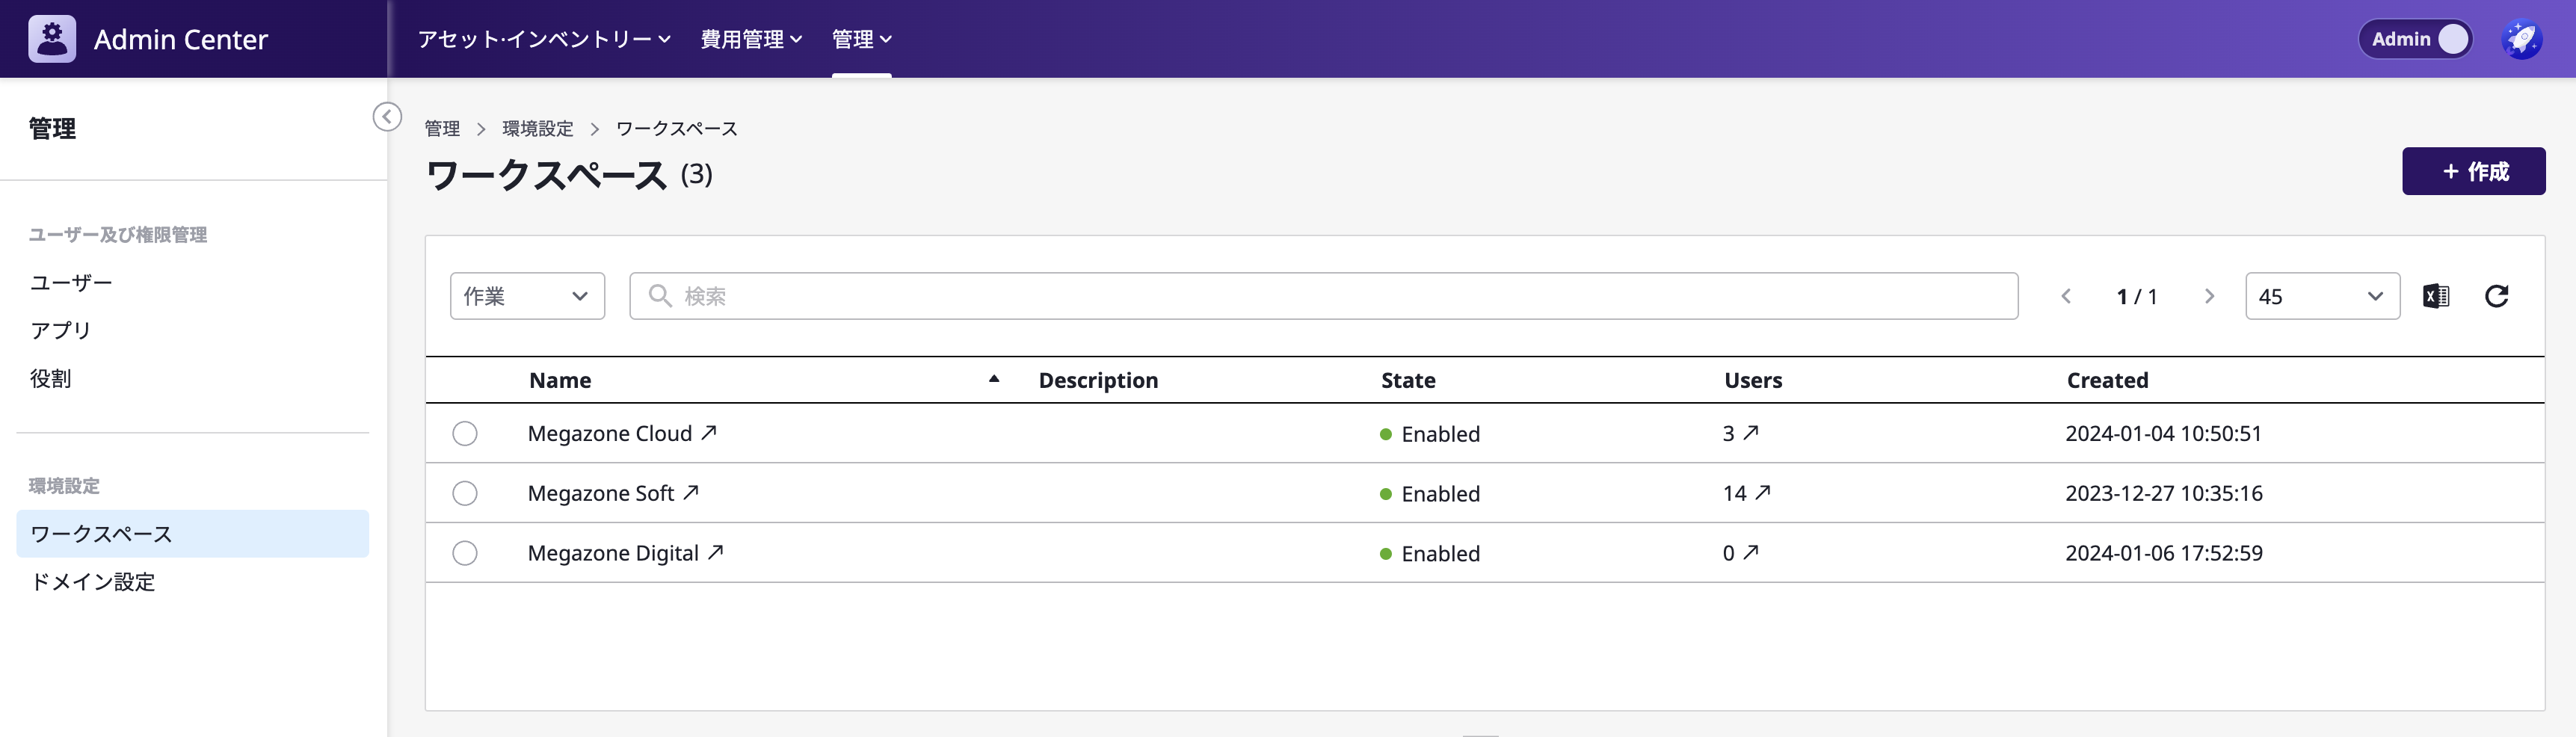 Admin Center
アセット·インベントリー
費用管理
管理
Admin
管理
ユーザー及び権限管理
ユーザー
アプリ
役割
環境設定
ワークスペース
ドメイン設定
管理 > 環境設定 > ワークスペース
ワークスペース (3)
+ 作成
作業
検索
1 / 1
45
Name Description State Users Created
Megazone Cloud Enabled 3 2024-01-04 10:50:51
Megazone Soft Enabled 14 2023-12-27 10:35:16
Megazone Digital Enabled 0 2024-01-06 17:52:59